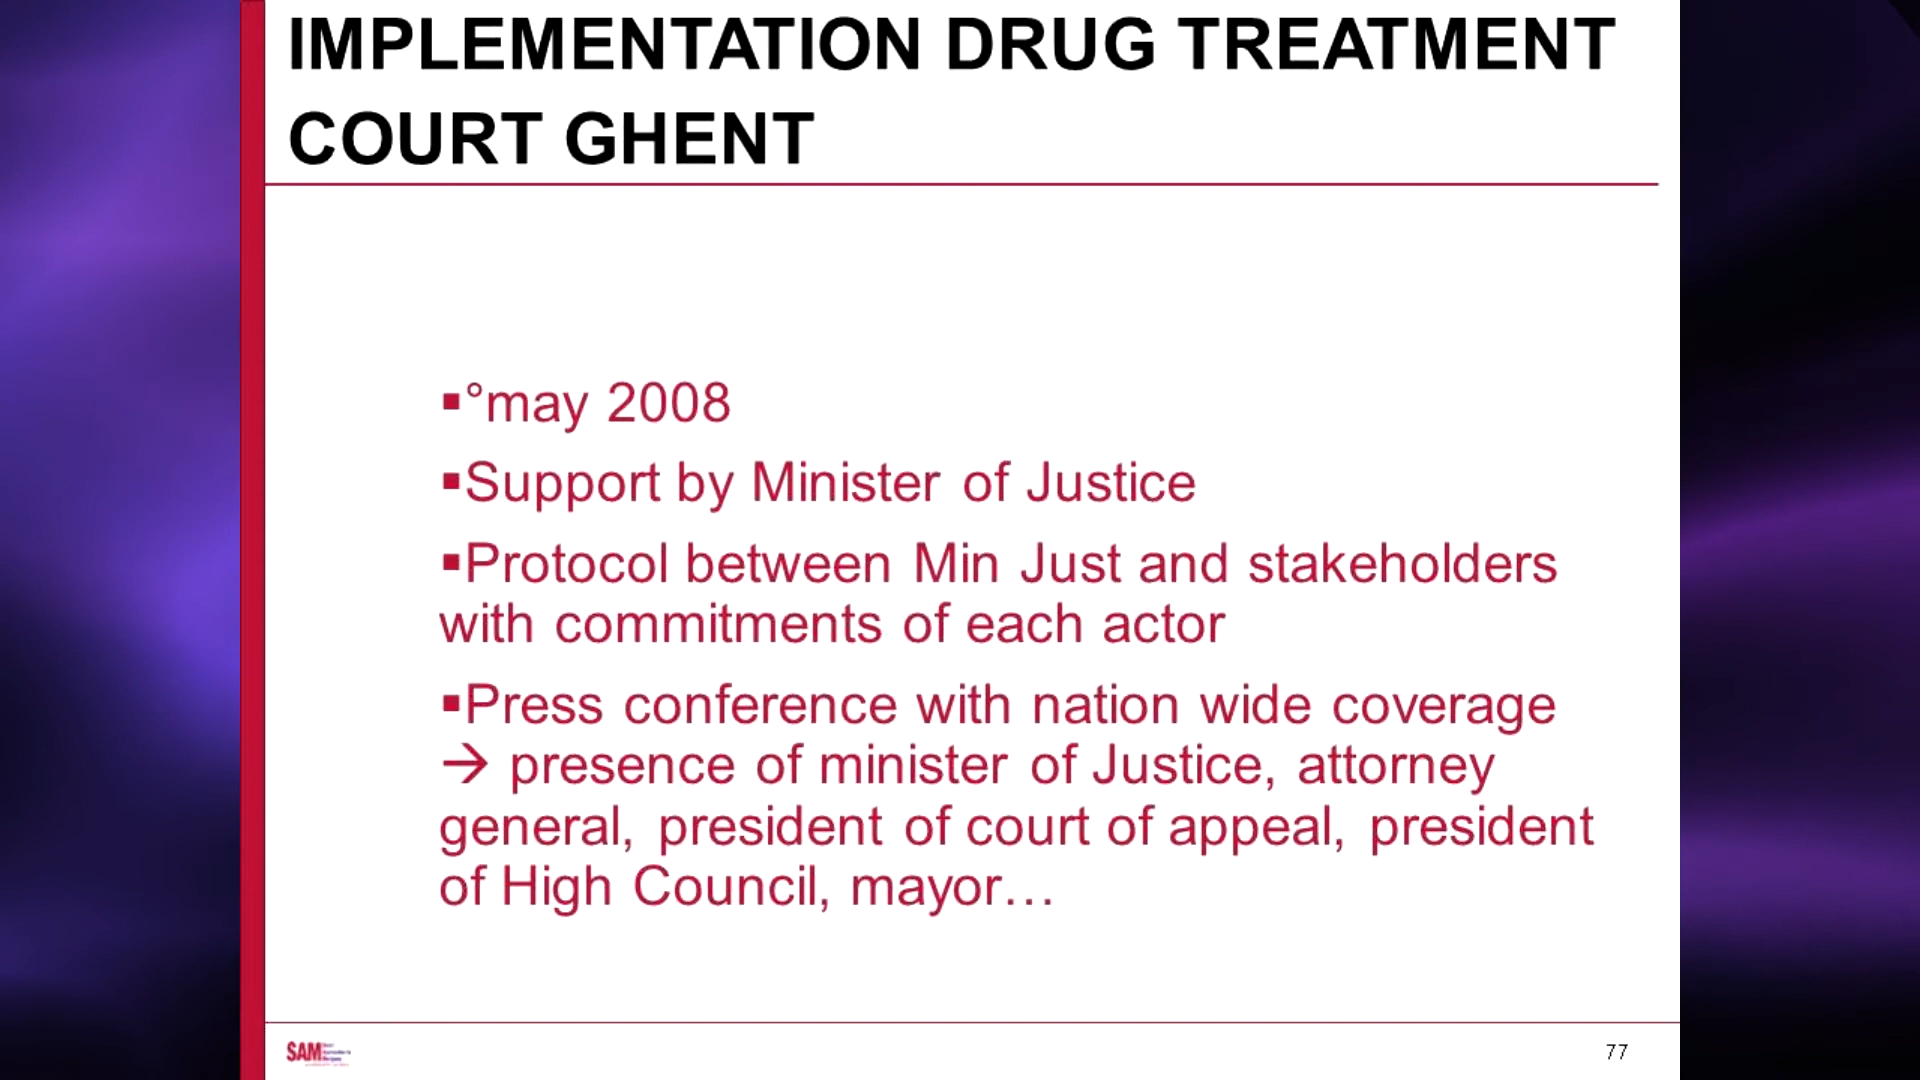 IMPLEMENTATION DRUG TREATMENT
COURT GHENT
▪°may 2008
▪Support by Minister of Justice
▪Protocol between Min Just and stakeholders
with commitments of each actor
▪Press conference with nation wide coverage
→ presence of minister of Justice, attorney
general, president of court of appeal, president
of High Council, mayor…
SAM
77